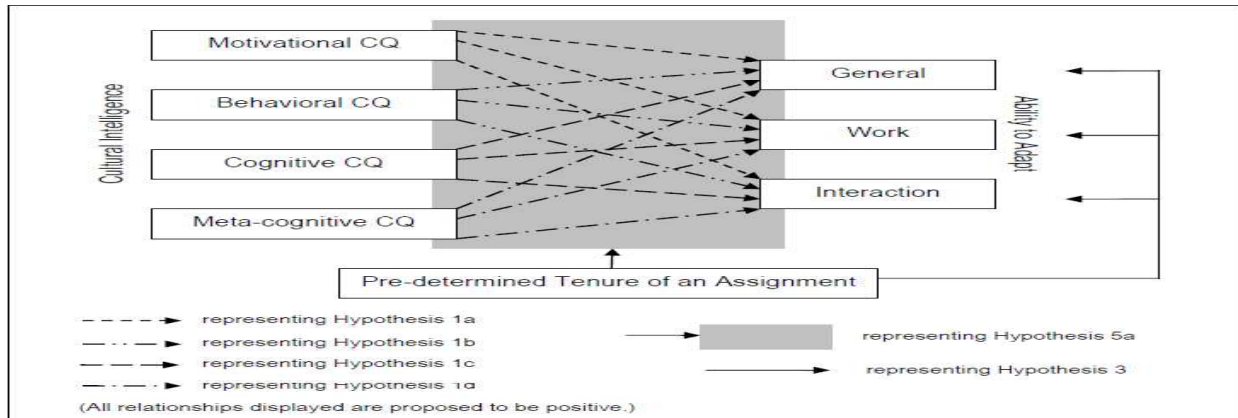 Cultural Intelligence
Motivational CQ
Behavioral CQ
Cognitive CQ
Meta-cognitive CQ
General
Work
Interaction
Ability to Adapt
Pre-determined Tenure of an Assignment
representing Hypothesis 1a
representing Hypothesis 1b
representing Hypothesis 1c
representing Hypothesis 1d
representing Hypothesis 5a
representing Hypothesis 3
(All relationships displayed are proposed to be positive.)